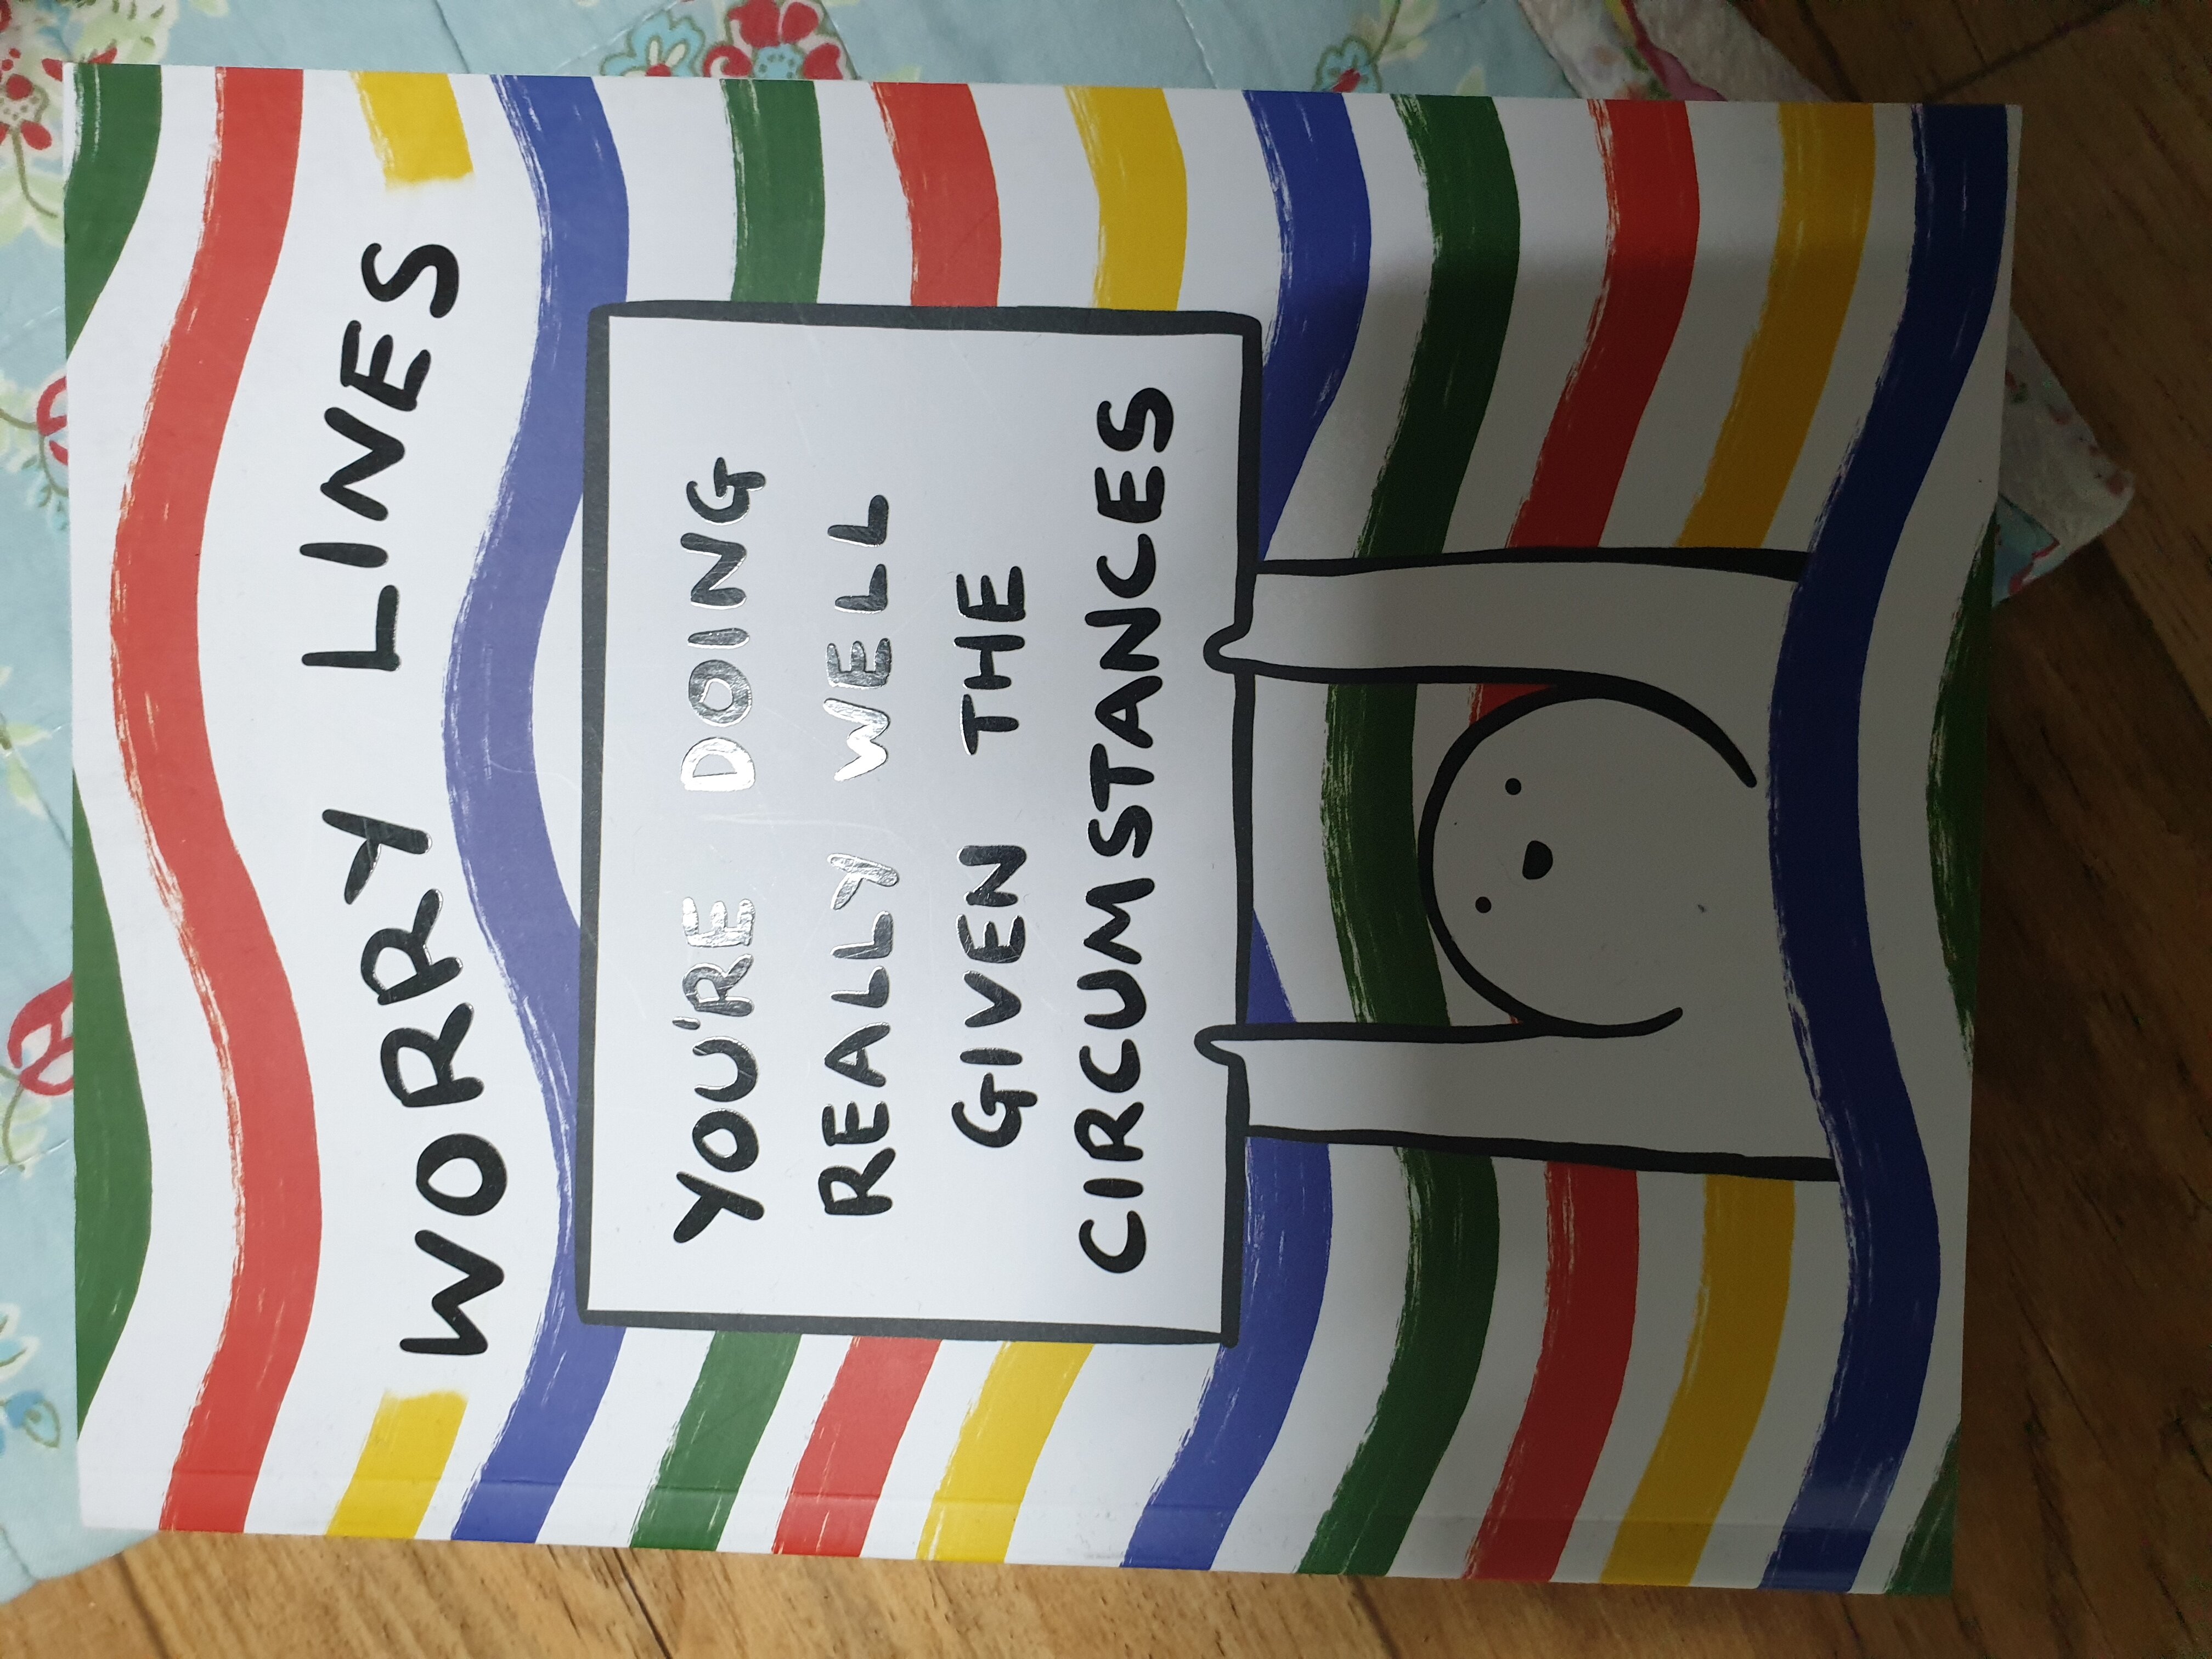 WORRY LINES
YOU'RE DOING
REALLY WELL
GIVEN THE
CIRCUMSTANCES